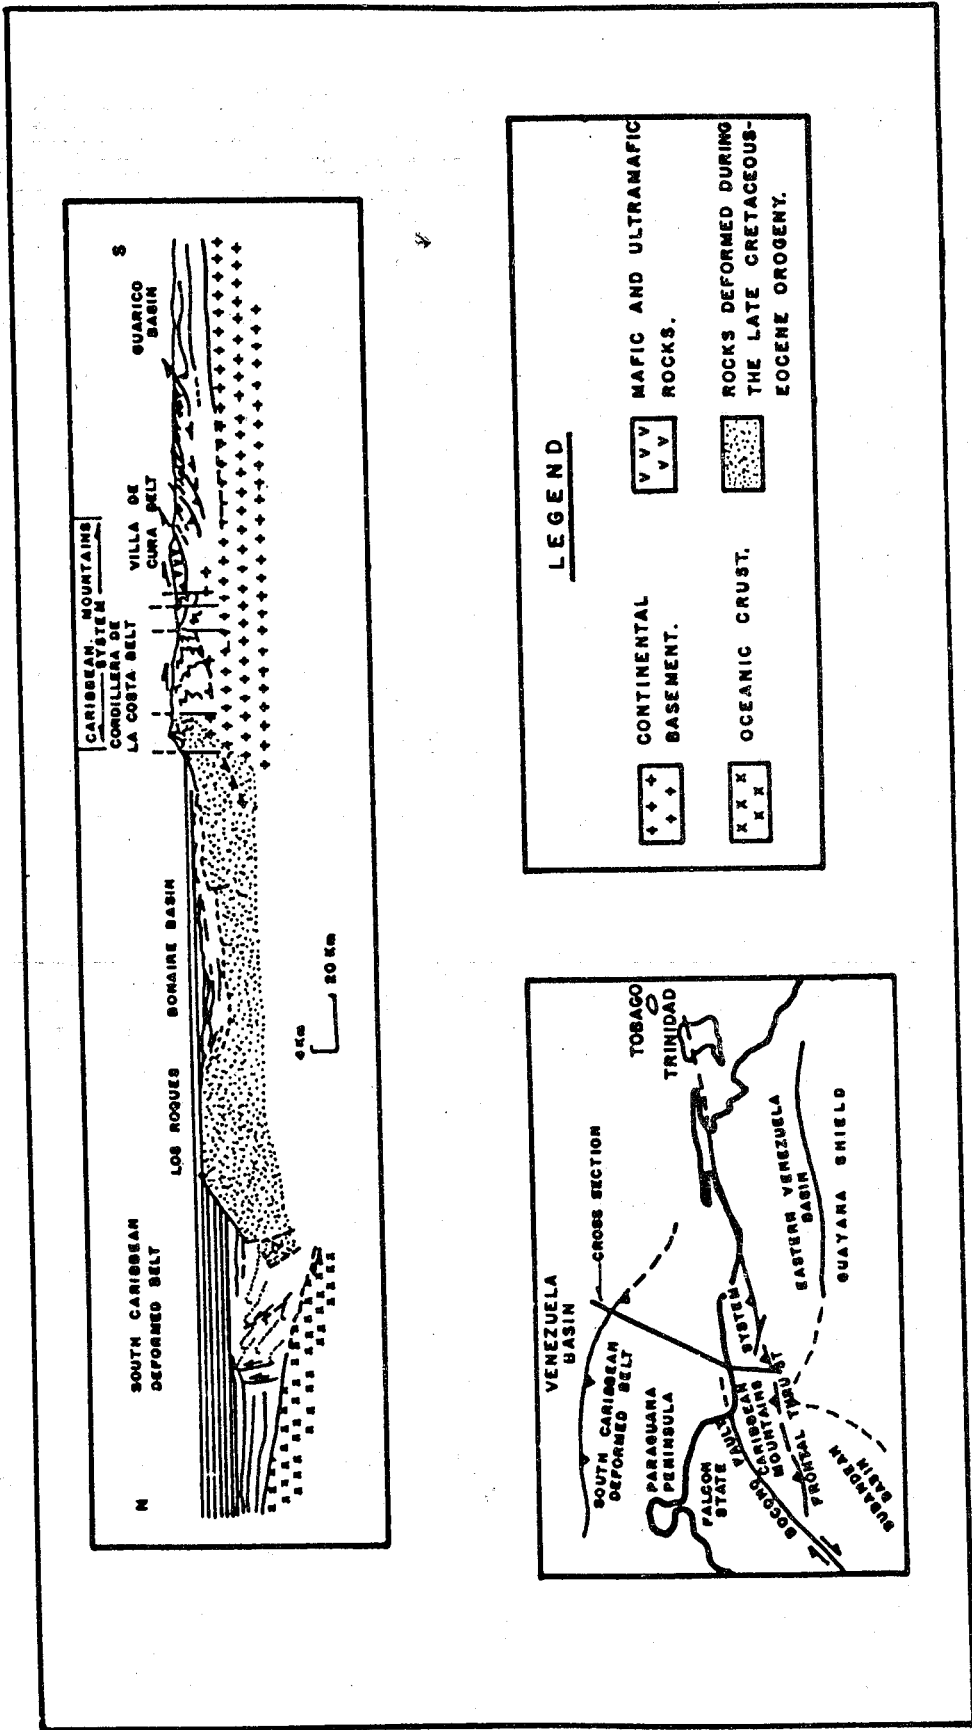 N
S
SOUTH CARIBBEAN
DEFORMED BELT
LOS ROQUES
BONAIRE BASIN
CARIBBEAN MOUNTAINS
SYSTEM
CORDILLERA DE
LA COSTA BELT
VILLA DE
CURA BELT
GUARICO
BASIN
4 Km
20 Km
VENEZUELA
BASIN
CROSS SECTION
SOUTH CARIBBEAN
DEFORMED BELT
PARAGUANA
PENINSULA
FALCON
STATE
BOCONO FAULT
CARIBBEAN
MOUNTAINS
SYSTEM
FRONTAL THRUST
SUBANDEAN
BASIN
TOBAGO
TRINIDAD
EASTERN VENEZUELA
BASIN
GUAYANA SHIELD
LEGEND
CONTINENTAL
BASEMENT.
MAFIC AND ULTRAMAFIC
ROCKS.
OCEANIC CRUST.
ROCKS DEFORMED DURING
THE LATE CRETACEOUS-
EOCENE OROGENY.